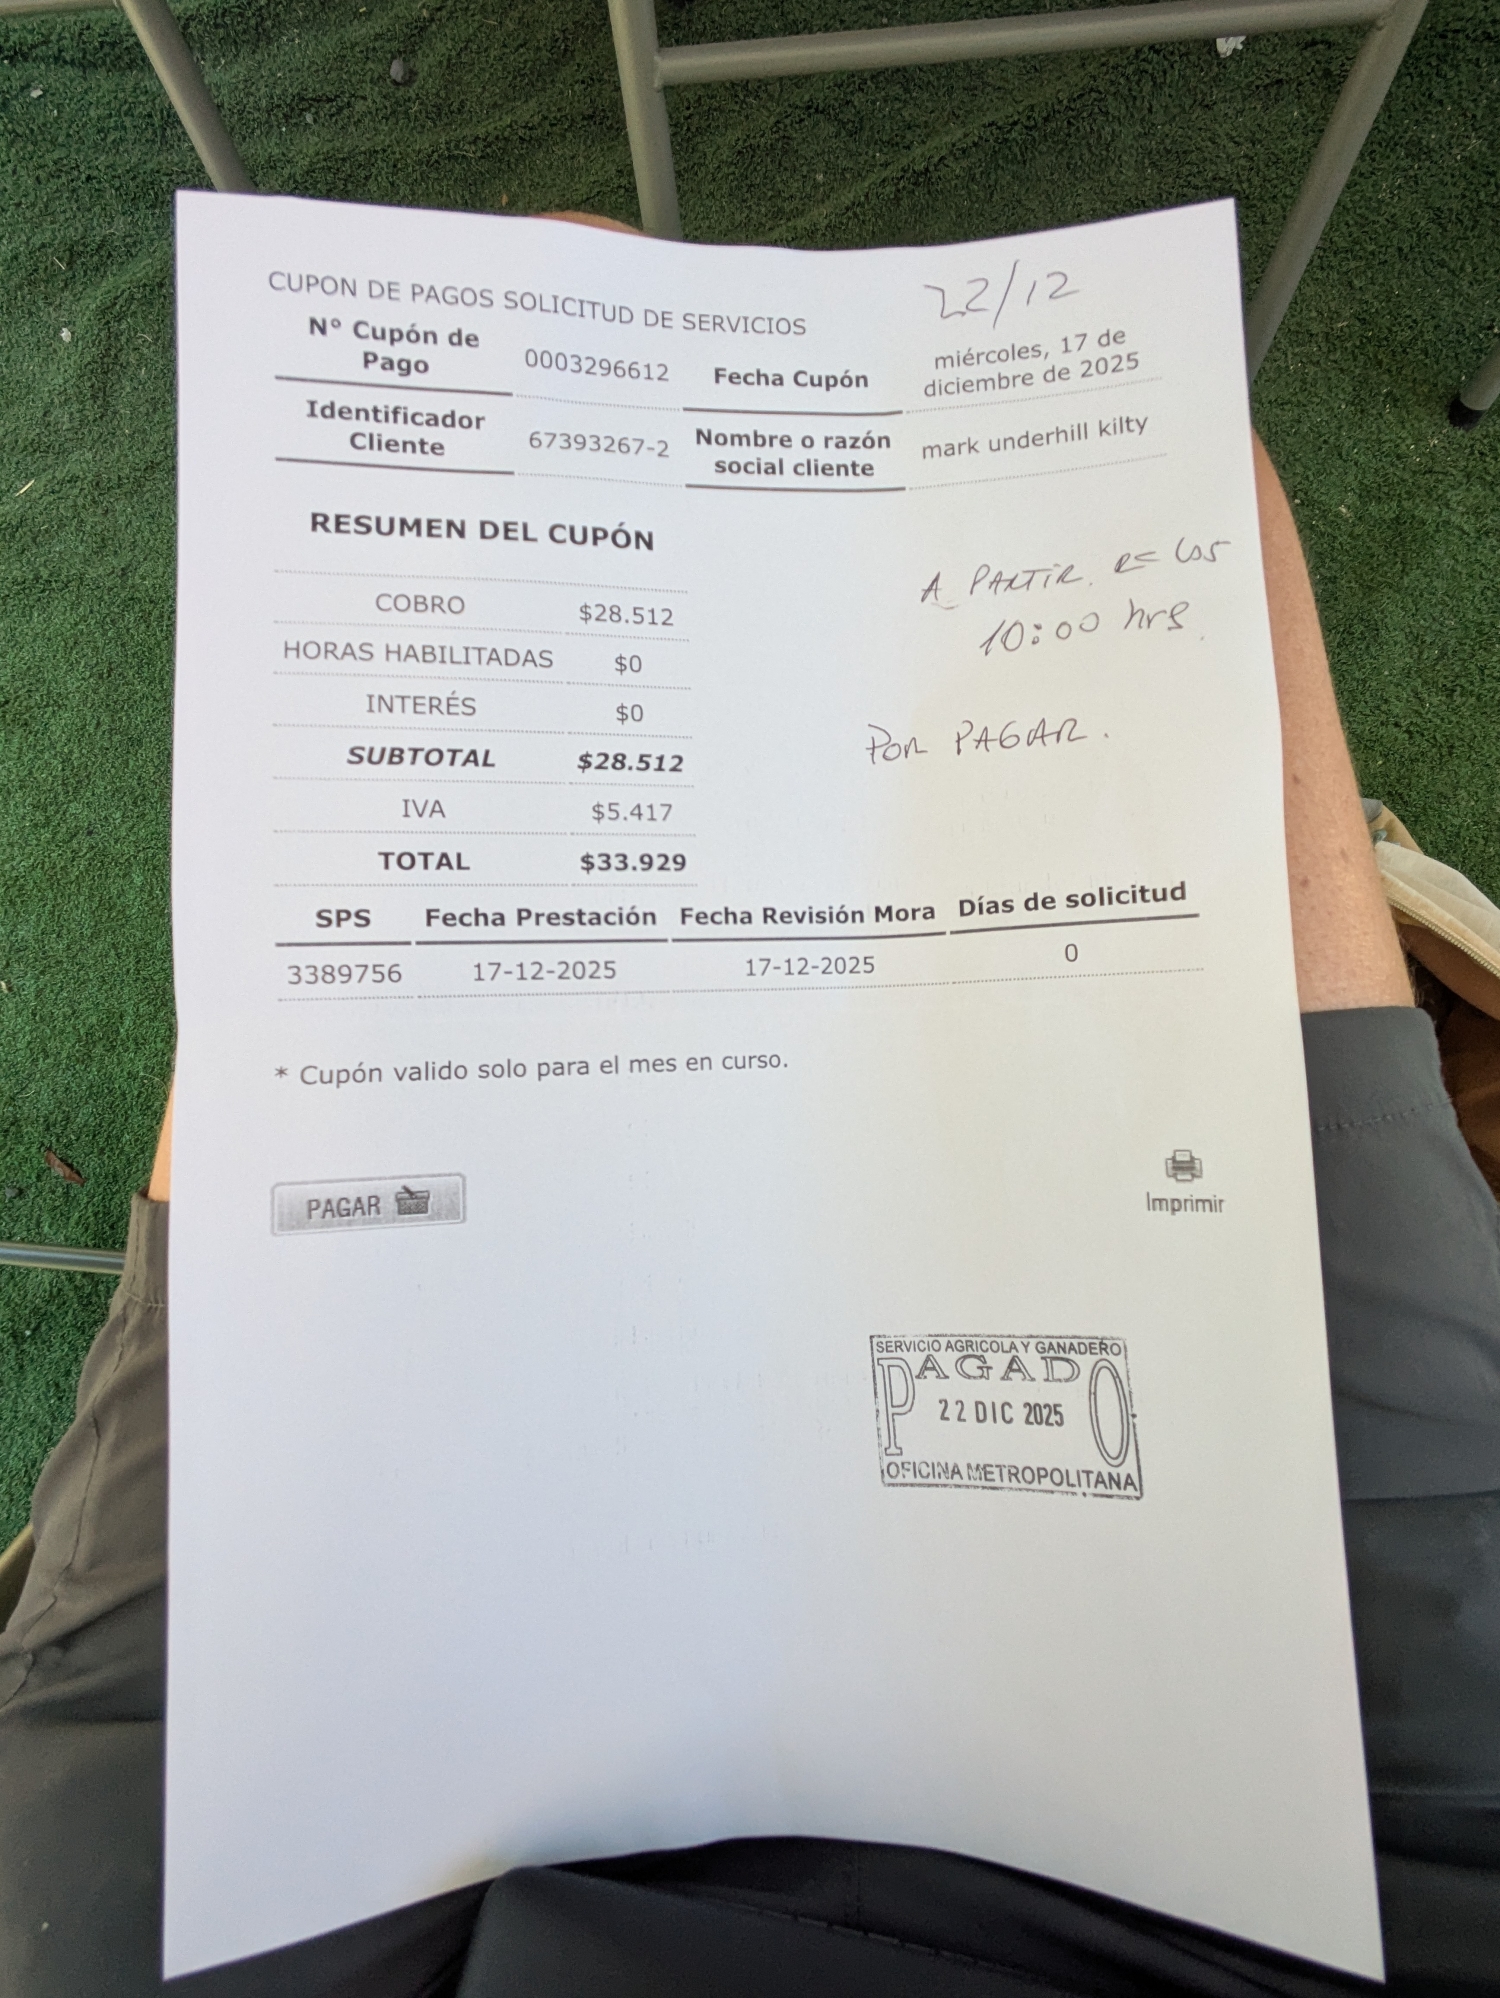 CUPON DE PAGOS SOLICITUD DE SERVICIOS
22/12
Nº Cupón de Pago 0003296612 Fecha Cupón miércoles, 17 de diciembre de 2025
Identificador Cliente 67393267-2 Nombre o razón social cliente mark underhill kilty
RESUMEN DEL CUPÓN
A PARTIR DE LOS
10:00 hrs.
COBRO $28.512
HORAS HABILITADAS $0
INTERÉS $0
POR PAGAR.
SUBTOTAL $28.512
IVA $5.417
TOTAL $33.929
SPS Fecha Prestación Fecha Revisión Mora Días de solicitud
3389756 17-12-2025 17-12-2025 0
* Cupón valido solo para el mes en curso.
PAGAR
Imprimir
SERVICIO AGRICOLA Y GANADERO
PAGADO
22 DIC 2025
OFICINA METROPOLITANA